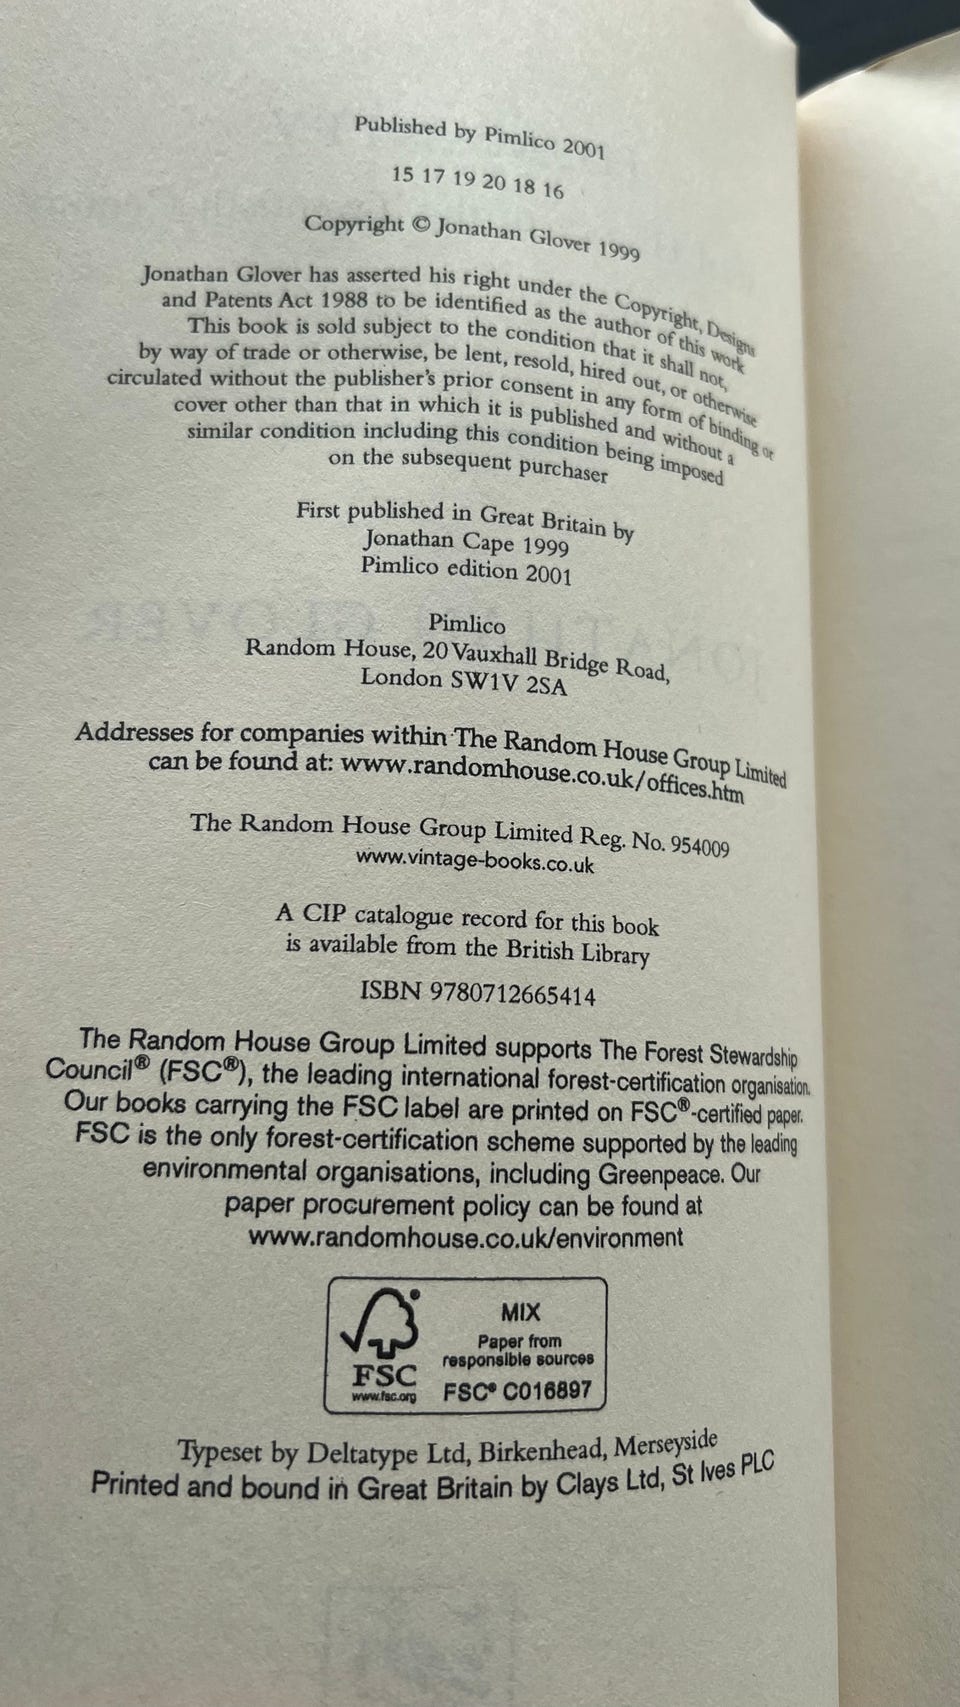 Published by Pimlico 2001
15 17 19 20 18 16
Copyright © Jonathan Glover 1999
Jonathan Glover has asserted his right under the Copyright, Designs
and Patents Act 1988 to be identified as the author of this work
This book is sold subject to the condition that it shall not,
by way of trade or otherwise, be lent, resold, hired out, or otherwise
circulated without the publisher's prior consent in any form of binding or
cover other than that in which it is published and without a
similar condition including this condition being imposed
on the subsequent purchaser
First published in Great Britain by
Jonathan Cape 1999
Pimlico edition 2001
Pimlico
Random House, 20 Vauxhall Bridge Road,
London SW1V 2SA
Addresses for companies within The Random House Group Limited
can be found at: www.randomhouse.co.uk/offices.htm
The Random House Group Limited Reg. No. 954009
www.vintage-books.co.uk
A CIP catalogue record for this book
is available from the British Library
ISBN 9780712665414
The Random House Group Limited supports The Forest Stewardship
Council® (FSC®), the leading international forest-certification organisation.
Our books carrying the FSC label are printed on FSC®-certified paper.
FSC is the only forest-certification scheme supported by the leading
environmental organisations, including Greenpeace. Our
paper procurement policy can be found at
www.randomhouse.co.uk/environment
MIX
Paper from
responsible sources
FSC® C016897
FSC
www.fsc.org
Typeset by Deltatype Ltd, Birkenhead, Merseyside
Printed and bound in Great Britain by Clays Ltd, St Ives PLC